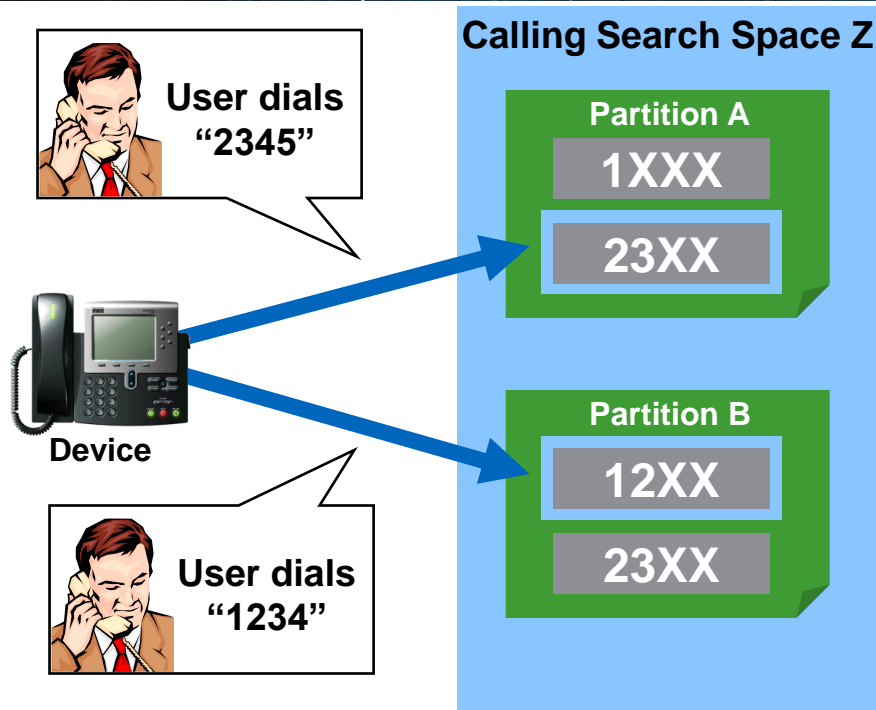 Calling Search Space Z
User dials
“2345”
Partition A
1XXX
23XX
Device
Partition B
12XX
23XX
User dials
“1234”